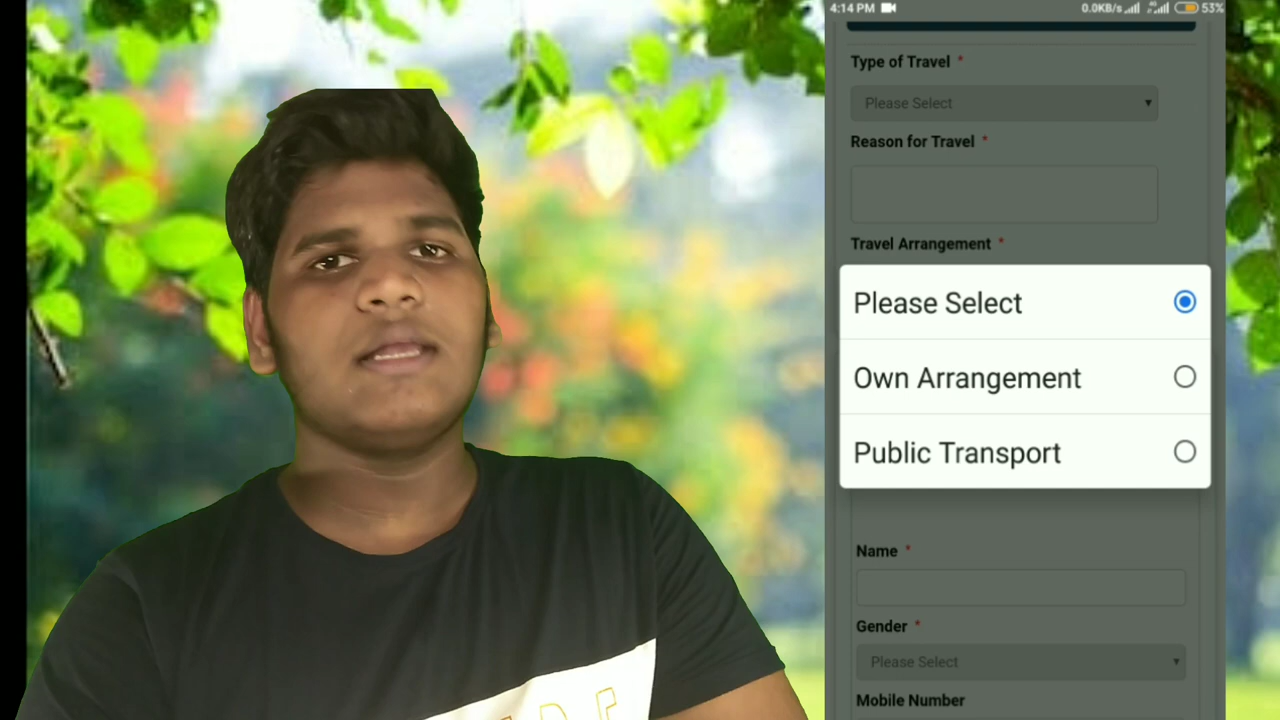 4:14 PM
0.0KB/s
4G
53%
Type of Travel *
Please Select
Reason for Travel *
Travel Arrangement *
Please Select
Own Arrangement
Public Transport
Name *
Gender *
Please Select
Mobile Number